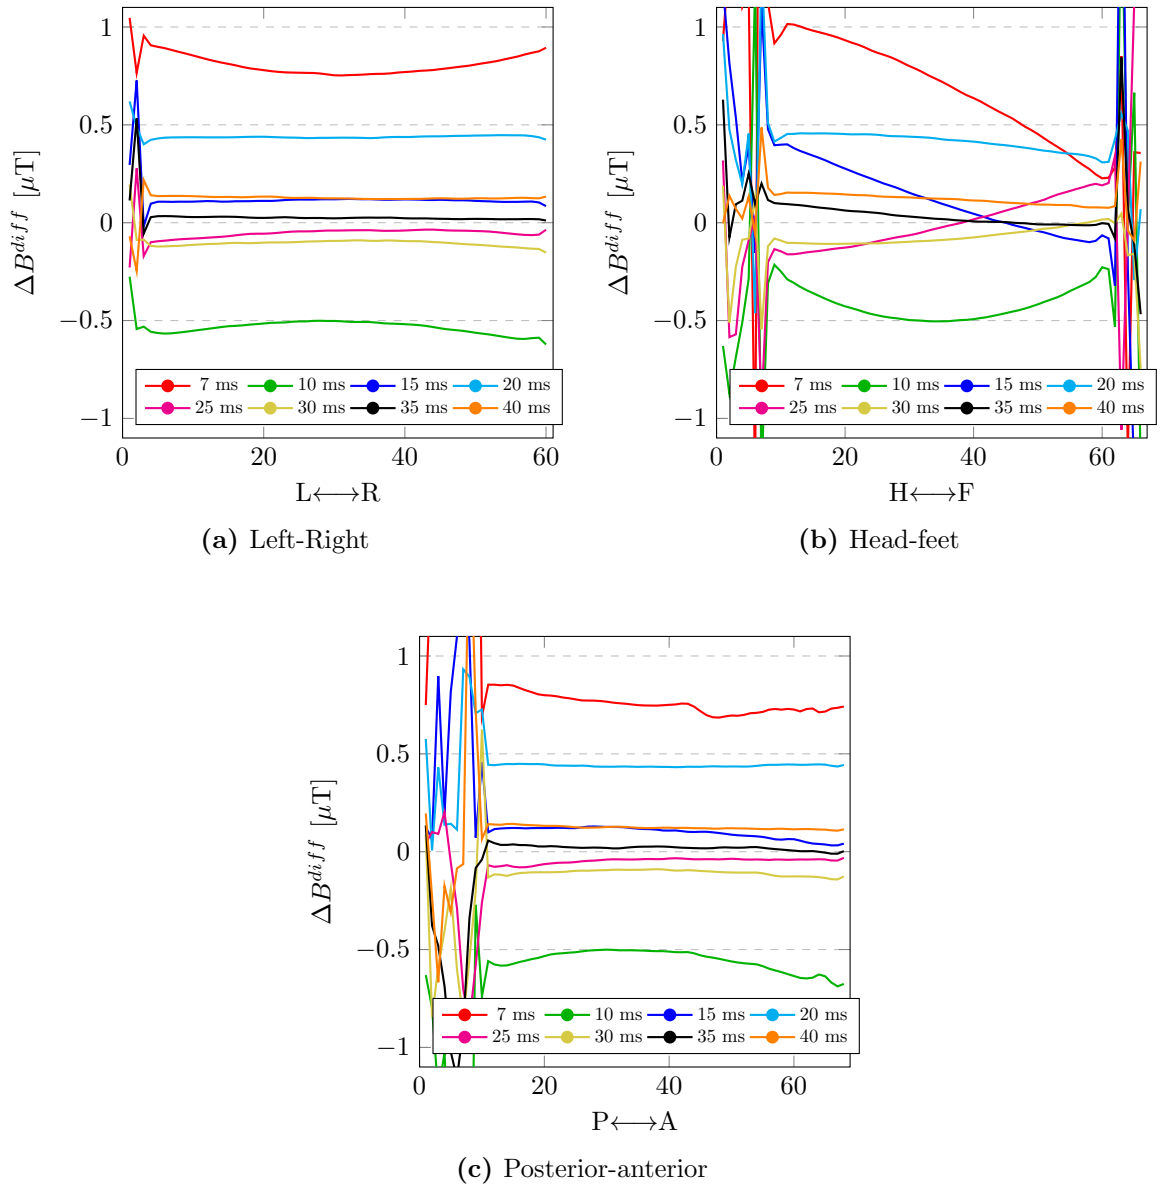 1
0.5
0
−0.5
−1
ΔB^{diff} [μT]
7 ms 10 ms 15 ms 20 ms
25 ms 30 ms 35 ms 40 ms
0 20 40 60
L⟷R
(a) Left-Right
1
0.5
0
−0.5
−1
ΔB^{diff} [μT]
7 ms 10 ms 15 ms 20 ms
25 ms 30 ms 35 ms 40 ms
0 20 40 60
H⟷F
(b) Head-feet
1
0.5
0
−0.5
−1
ΔB^{diff} [μT]
7 ms 10 ms 15 ms 20 ms
25 ms 30 ms 35 ms 40 ms
0 20 40 60
P⟷A
(c) Posterior-anterior